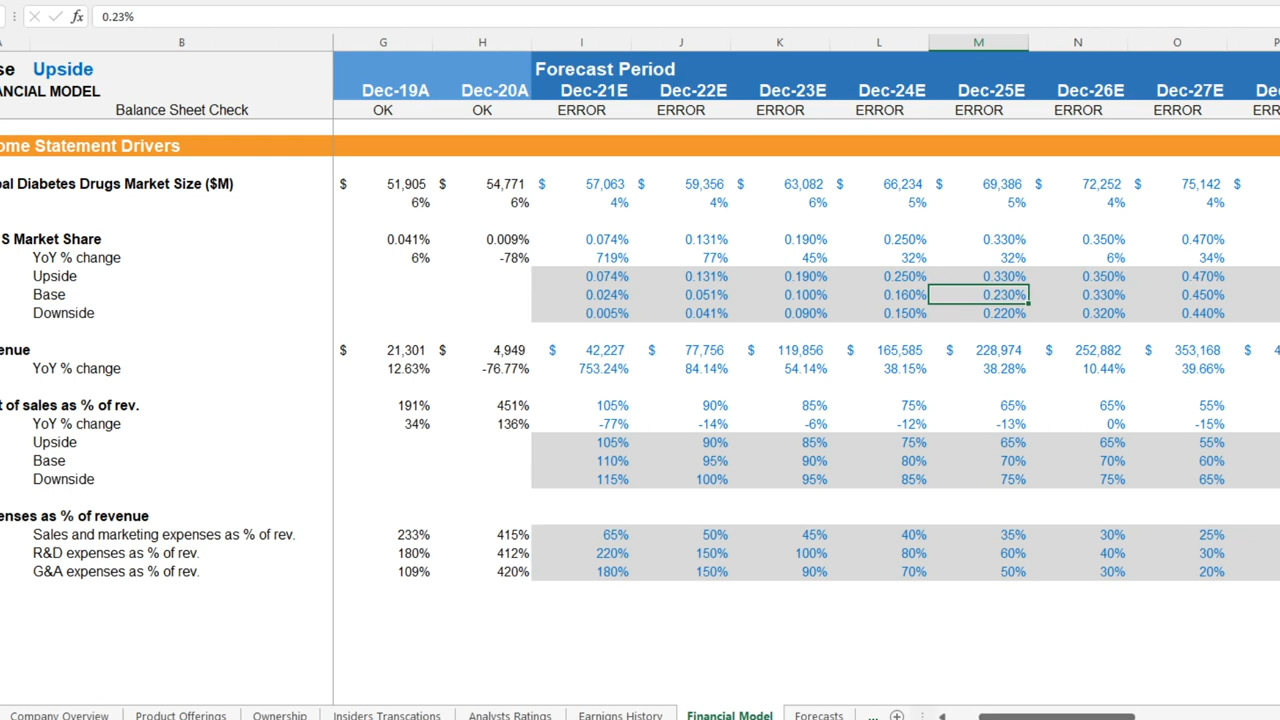 fx 0.23%
A B G H I J K L M N O P
se Upside Forecast Period
ANCIAL MODEL Dec-19A Dec-20A Dec-21E Dec-22E Dec-23E Dec-24E Dec-25E Dec-26E Dec-27E Dec
Balance Sheet Check OK OK ERROR ERROR ERROR ERROR ERROR ERROR ERROR ERR
ome Statement Drivers
bal Diabetes Drugs Market Size ($M) $ 51,905 $ 54,771 $ 57,063 $ 59,356 $ 63,082 $ 66,234 $ 69,386 $ 72,252 $ 75,142 $
6% 6% 4% 4% 6% 5% 5% 4% 4%
S Market Share 0.041% 0.009% 0.074% 0.131% 0.190% 0.250% 0.330% 0.350% 0.470%
YoY % change 6% -78% 719% 77% 45% 32% 32% 6% 34%
Upside 0.074% 0.131% 0.190% 0.250% 0.330% 0.350% 0.470%
Base 0.024% 0.051% 0.100% 0.160% 0.230% 0.330% 0.450%
Downside 0.005% 0.041% 0.090% 0.150% 0.220% 0.320% 0.440%
enue $ 21,301 $ 4,949 $ 42,227 $ 77,756 $ 119,856 $ 165,585 $ 228,974 $ 252,882 $ 353,168 $ 4
YoY % change 12.63% -76.77% 753.24% 84.14% 54.14% 38.15% 38.28% 10.44% 39.66%
t of sales as % of rev. 191% 451% 105% 90% 85% 75% 65% 65% 55%
YoY % change 34% 136% -77% -14% -6% -12% -13% 0% -15%
Upside 105% 90% 85% 75% 65% 65% 55%
Base 110% 95% 90% 80% 70% 70% 60%
Downside 115% 100% 95% 85% 75% 75% 65%
enses as % of revenue
Sales and marketing expenses as % of rev. 233% 415% 65% 50% 45% 40% 35% 30% 25%
R&D expenses as % of rev. 180% 412% 220% 150% 100% 80% 60% 40% 30%
G&A expenses as % of rev. 109% 420% 180% 150% 90% 70% 50% 30% 20%
Company Overview Product Offerings Ownership Insiders Transcations Analysts Ratings Earnigns History Financial Model Forecasts ...